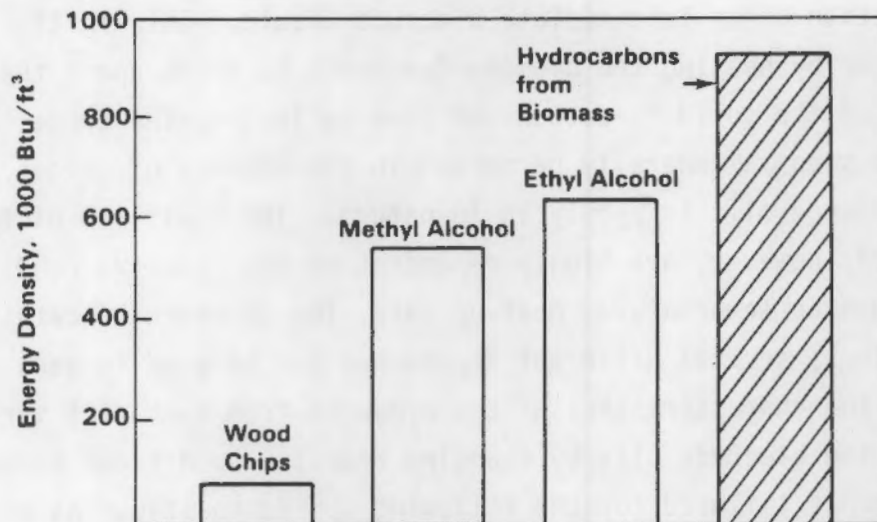 Energy Density, 1000 Btu/ft³
1000
800
600
400
200
Wood
Chips
Methyl Alcohol
Ethyl Alcohol
Hydrocarbons
from
Biomass